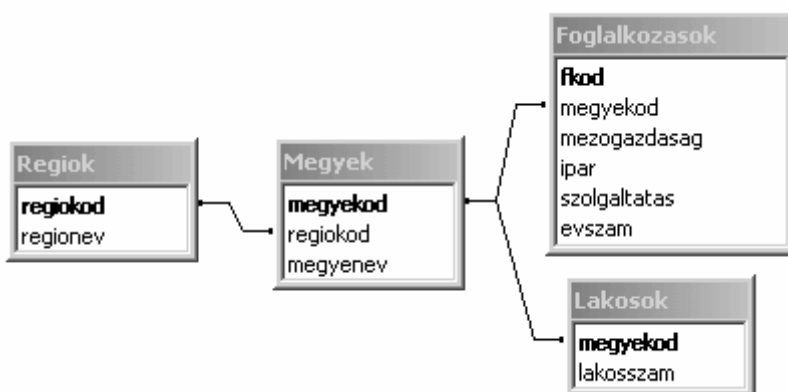 Regiok
regiokod
regionev
Megyek
megyekod
regiokod
megyenev
Foglalkozasok
fkod
megyekod
mezogazdasag
ipar
szolgaltatas
evszam
Lakosok
megyekod
lakosszam